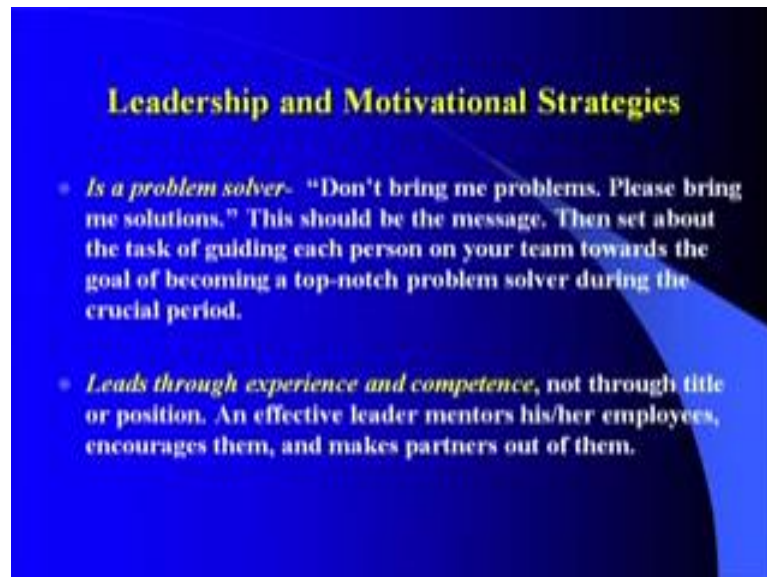 Leadership and Motivational Strategies
Is a problem solver- “Don’t bring me problems. Please bring
me solutions.” This should be the message. Then set about
the task of guiding each person on your team towards the
goal of becoming a top-notch problem solver during the
crucial period.
Leads through experience and competence, not through title
or position. An effective leader mentors his/her employees,
encourages them, and makes partners out of them.